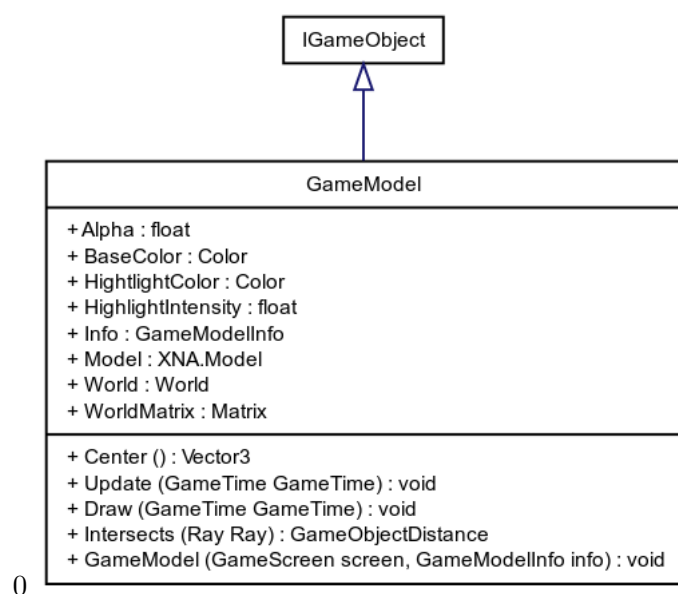 IGameObject
GameModel
+ Alpha : float
+ BaseColor : Color
+ HightlightColor : Color
+ HighlightIntensity : float
+ Info : GameModelInfo
+ Model : XNA.Model
+ World : World
+ WorldMatrix : Matrix
+ Center () : Vector3
+ Update (GameTime GameTime) : void
+ Draw (GameTime GameTime) : void
+ Intersects (Ray Ray) : GameObjectDistance
+ GameModel (GameScreen screen, GameModelInfo info) : void
0